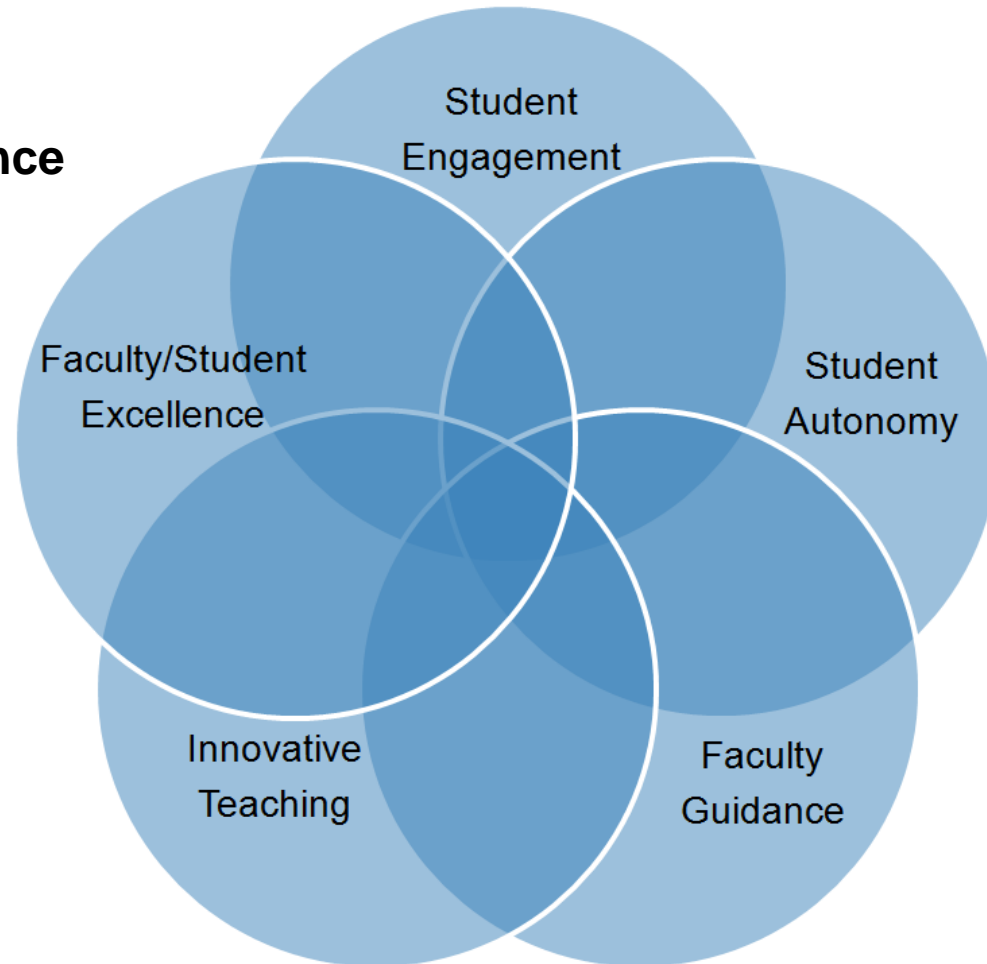 Student
Engagement
nce
Faculty/Student
Excellence
Student
Autonomy
Innovative
Teaching
Faculty
Guidance